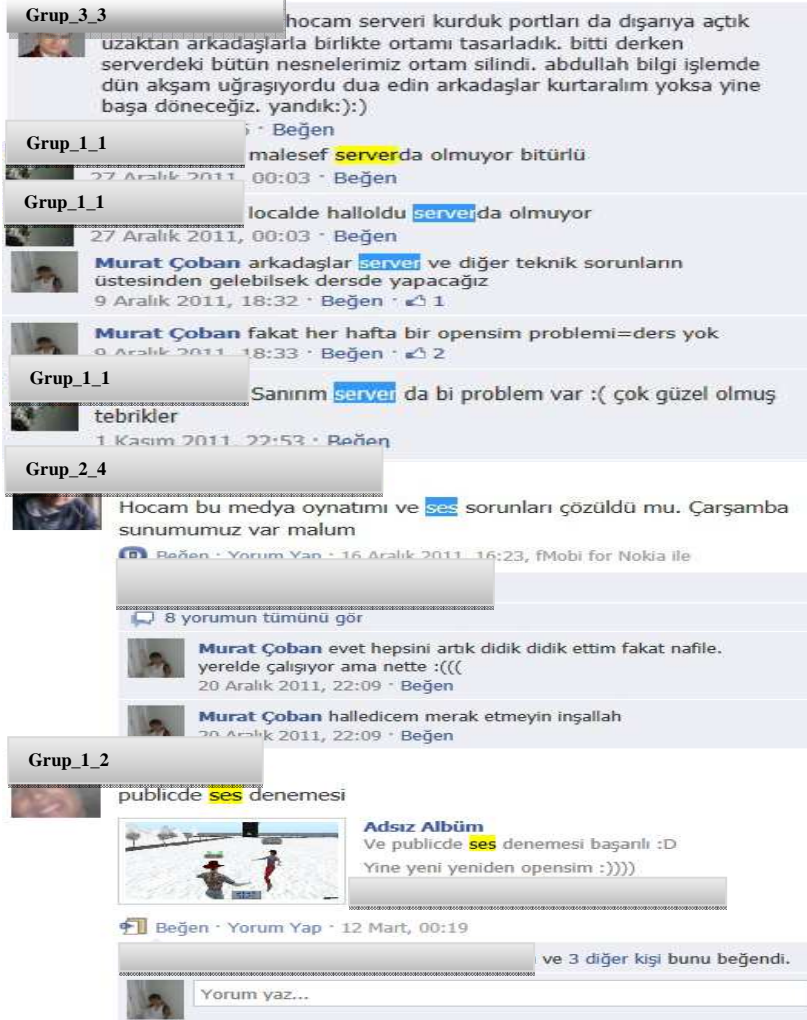 Grup_3_3
hocam serveri kurduk portları da dışarıya açtık
uzaktan arkadaşlarla birlikte ortamı tasarladık. bitti derken
serverdeki bütün nesnelerimiz ortam silindi. abdullah bilgi işlemde
dün akşam uğraşıyordu dua edin arkadaşlar kurtaralım yoksa yine
başa döneceğiz. yandık:):)
· Beğen
Grup_1_1
malesef serverda olmuyor bitürlü
27 Aralık 2011, 00:03 · Beğen
Grup_1_1
localde halloldu serverda olmuyor
27 Aralık 2011, 00:03 · Beğen
Murat Çoban arkadaşlar server ve diğer teknik sorunların
üstesinden gelebilsek dersde yapacağız
9 Aralık 2011, 18:32 · Beğen · 1
Murat Çoban fakat her hafta bir opensim problemi=ders yok
9 Aralık 2011, 18:33 · Beğen · 2
Grup_1_1
Sanırım server da bi problem var :( çok güzel olmuş
tebrikler
1 Kasım 2011, 22:53 · Beğen
Grup_2_4
Hocam bu medya oynatımı ve ses sorunları çözüldü mu. Çarşamba
sunumumuz var malum
Beğen · Yorum Yap · 16 Aralık 2011, 16:23, fMobi for Nokia ile
8 yorumun tümünü gör
Murat Çoban evet hepsini artık didik didik ettim fakat nafile.
yerelde çalışıyor ama nette :(((
20 Aralık 2011, 22:09 · Beğen
Murat Çoban halledicem merak etmeyin inşallah
20 Aralık 2011, 22:09 · Beğen
Grup_1_2
publicde ses denemesi
Adsız Albüm
Ve publicde ses denemesi başarılı :D
Yine yeni yeniden opensim :))))
Beğen · Yorum Yap · 12 Mart, 00:19
ve 3 diğer kişi bunu beğendi.
Yorum yaz...